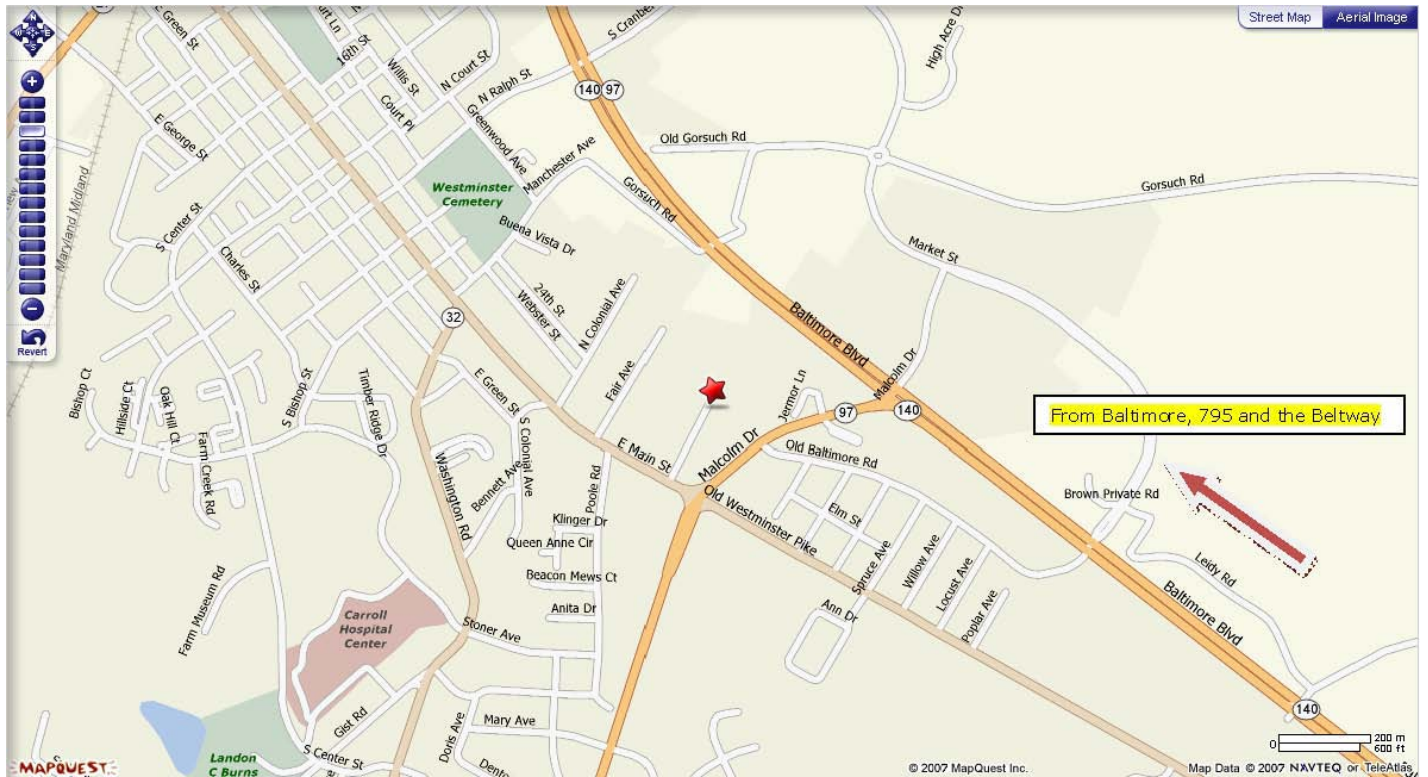 Street Map
Aerial Image
Revert
E Green St
16th St
Willis St
N Court St
Court Pl
N Ralph St
Greenwood Ave
Manchester Ave
140
97
Old Gorsuch Rd
Gorsuch Rd
Gorsuch Rd
E George St
Maryland Midland
Westminster
Cemetery
Buena Vista Dr
S Center St
Charles St
24th St
Webster St
N Colonial Ave
Market St
Baltimore Blvd
32
Bishop Ct
Hillside Ct
Oak Hill Ct
S Bishop St
Timber Ridge Dr
E Green St
S Colonial Ave
Fair Ave
Jermor Ln
Malcolm Dr
97
140
From Baltimore, 795 and the Beltway
Farm Creek Rd
Washington Rd
Bennett Ave
Poole Rd
E Main St
Malcolm Dr
Old Baltimore Rd
Old Westminster Pike
Elm St
Brown Private Rd
Klinger Dr
Queen Anne Cir
Beacon Mews Ct
Anita Dr
Spruce Ave
Willow Ave
Locust Ave
Poplar Ave
Ann Dr
Leidy Rd
Baltimore Blvd
Farm Museum Rd
Carroll
Hospital
Center
Stoner Ave
Gist Rd
Doris Ave
Mary Ave
S Center St
Landon
C Burns
140
0
200 m
600 ft
MAPQUEST
© 2007 MapQuest Inc.
Map Data © 2007 NAVTEQ or TeleAtlas
High Acre Dr